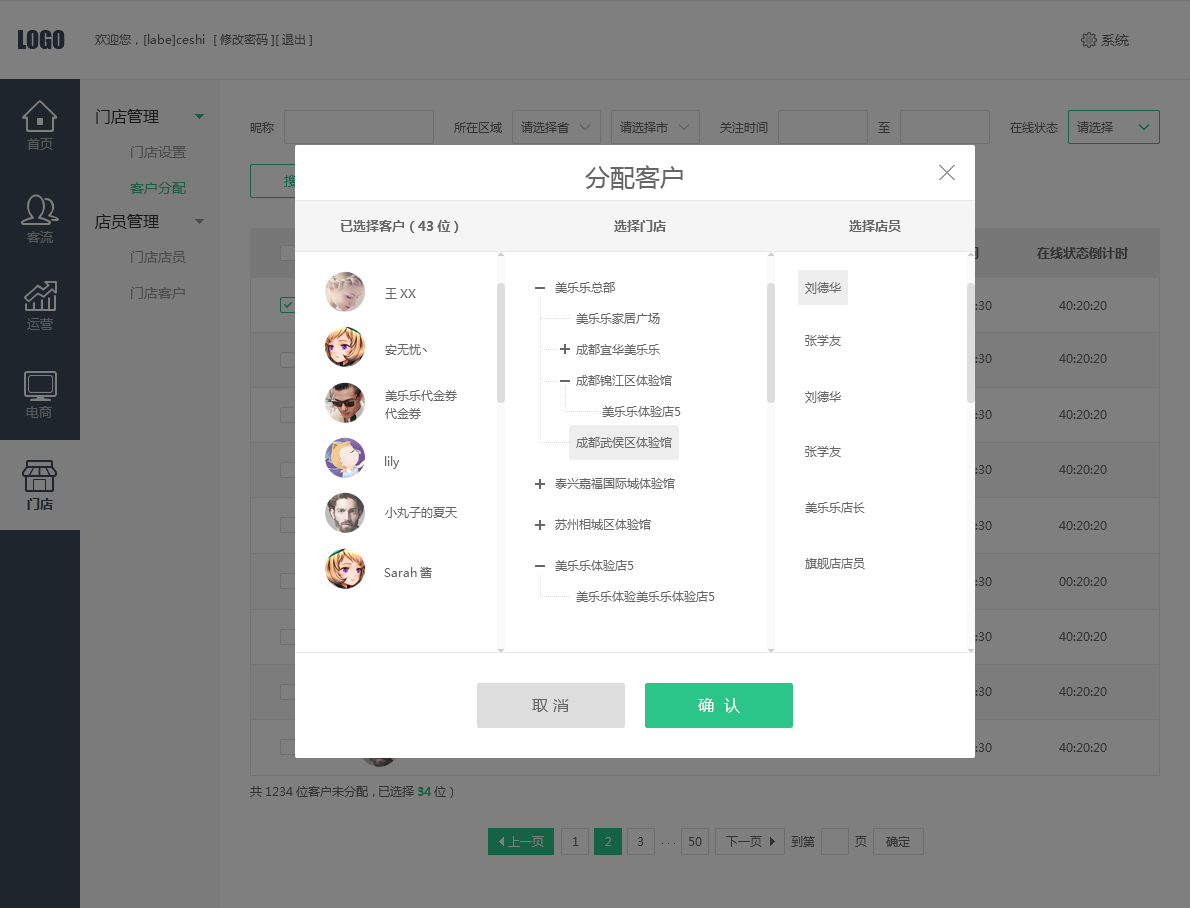 LOGO
欢迎您，[labe]ceshi [ 修改密码 ][ 退出 ]
系统
首页
客流
运营
电商
门店
门店管理
门店设置
客户分配
店员管理
门店店员
门店客户
昵称
所在区域
请选择省
请选择市
关注时间
至
在线状态
请选择
在线状态倒计时
:30
40:20:20
:30
40:20:20
:30
40:20:20
:30
40:20:20
:30
40:20:20
:30
00:20:20
:30
40:20:20
:30
40:20:20
:30
40:20:20
分配客户
已选择客户 ( 43 位 )
选择门店
选择店员
王 XX
安无忧丶
美乐乐代金券
代金券
lily
小丸子的夏天
Sarah 酱
美乐乐总部
美乐乐家居广场
成都宜华美乐乐
成都锦江区体验馆
美乐乐体验店5
成都武侯区体验馆
泰兴嘉福国际城体验馆
苏州相城区体验馆
美乐乐体验店5
美乐乐体验美乐乐体验店5
刘德华
张学友
刘德华
张学友
美乐乐店长
旗舰店店员
取 消
确 认
共 1234 位客户未分配 , 已选择 34 位 )
上一页 1 2 3 ... 50 下一页 到第 页 确定